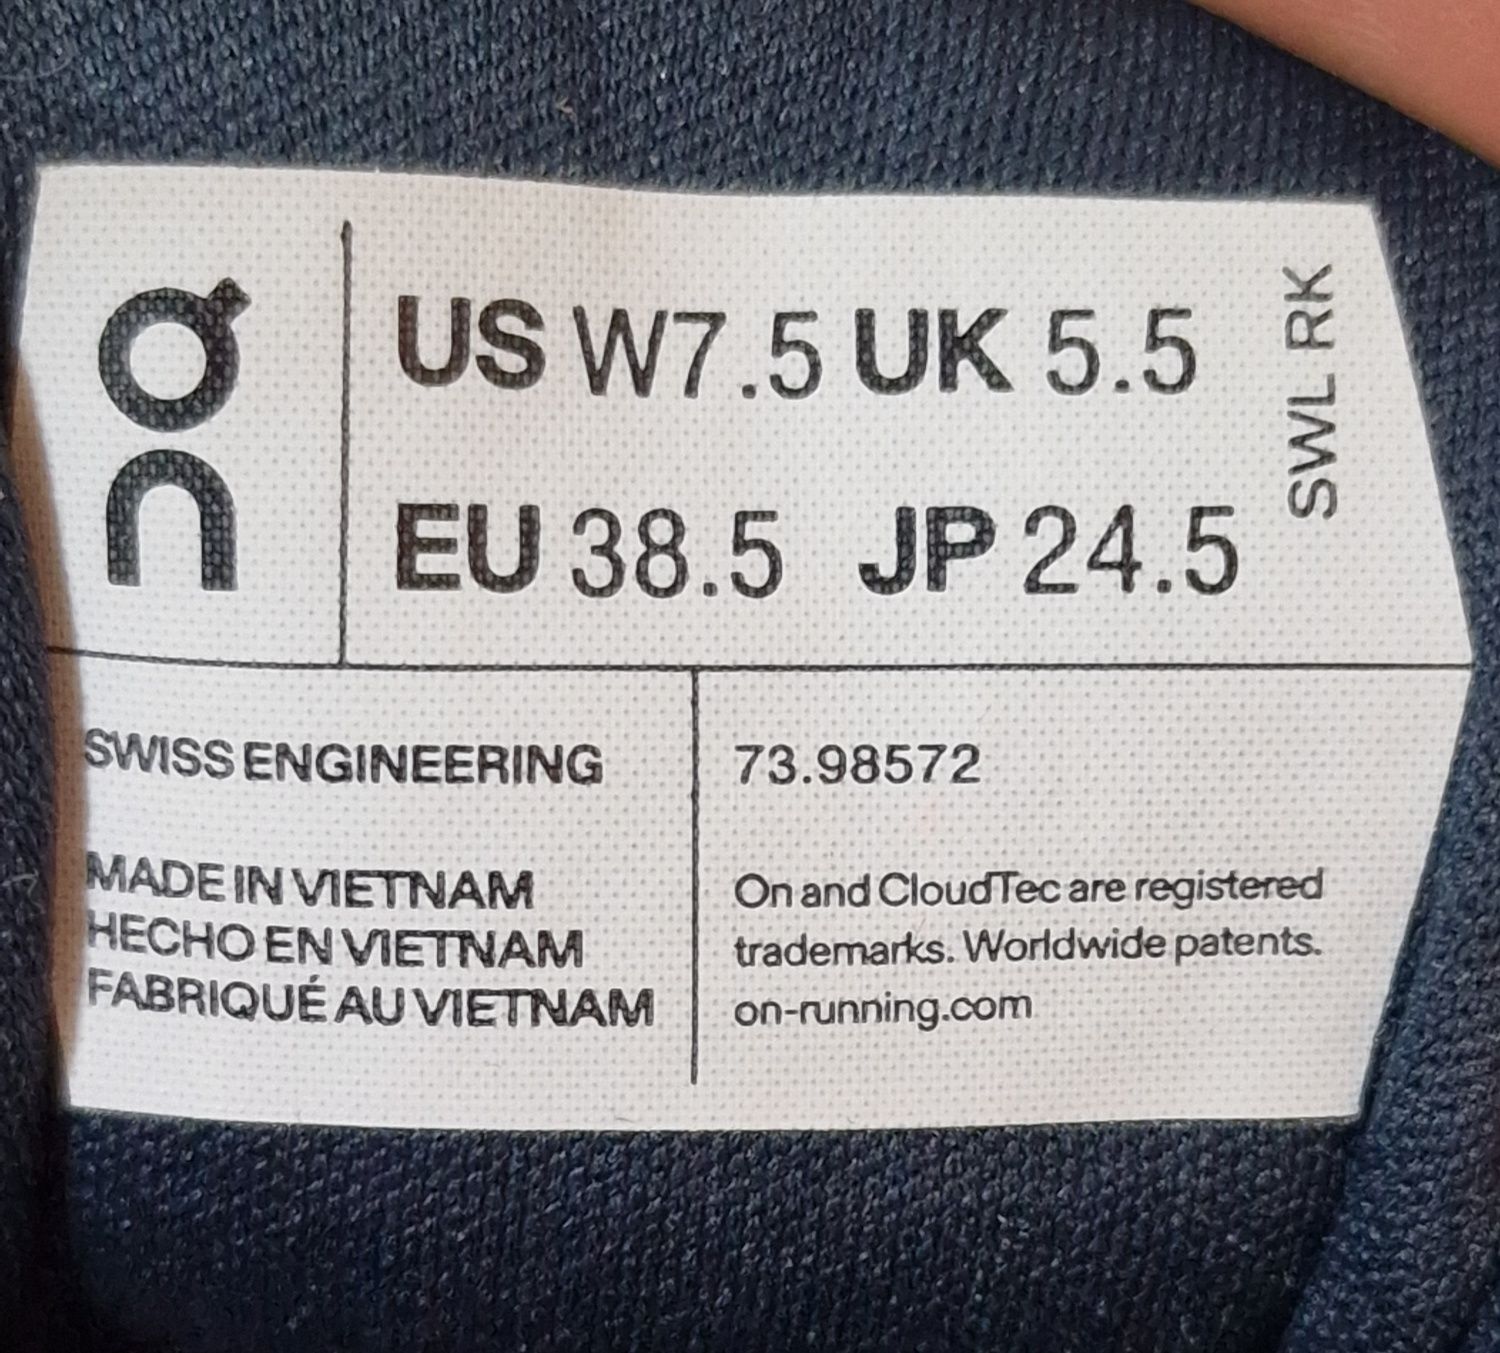 On
US W7.5 UK 5.5
EU 38.5 JP 24.5
SWL RK
SWISS ENGINEERING
MADE IN VIETNAM
HECHO EN VIETNAM
FABRIQUÉ AU VIETNAM
73.98572
On and CloudTec are registered
trademarks. Worldwide patents.
on-running.com